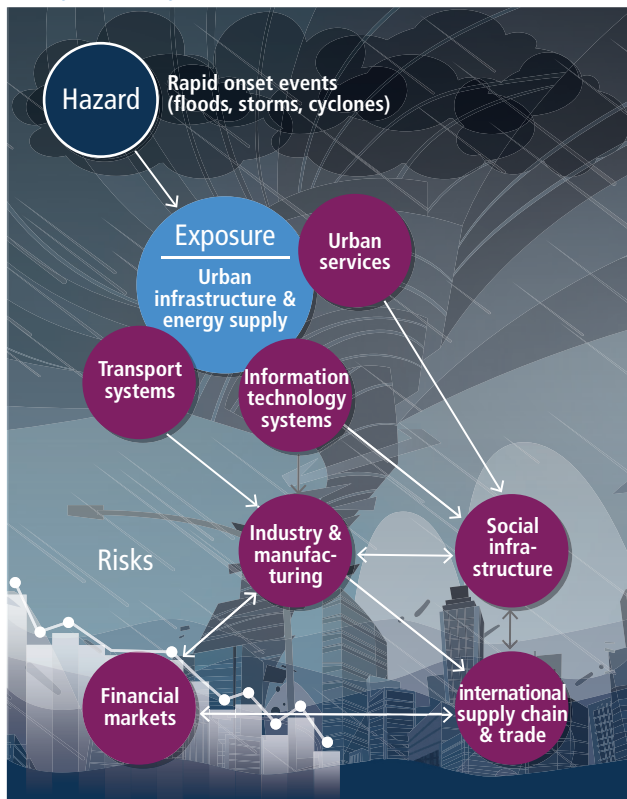 Hazard
Rapid onset events
(floods, storms, cyclones)
Exposure
Urban
infrastructure &
energy supply
Urban
services
Transport
systems
Information
technology
systems
Industry &
manufac-
turing
Social
infra-
structure
Risks
Financial
markets
international
supply chain
& trade